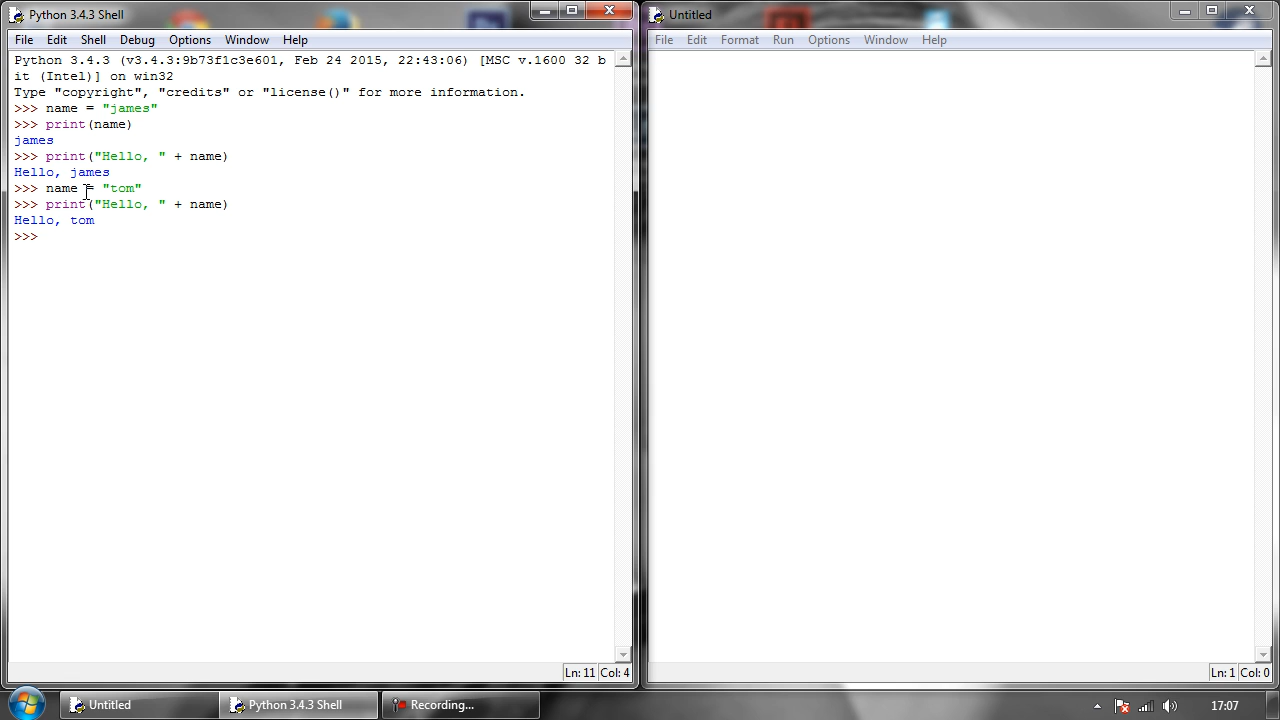 Python 3.4.3 Shell
File Edit Shell Debug Options Window Help
Python 3.4.3 (v3.4.3:9b73f1c3e601, Feb 24 2015, 22:43:06) [MSC v.1600 32 b
it (Intel)] on win32
Type "copyright", "credits" or "license()" for more information.
>>> name = "james"
>>> print(name)
james
>>> print("Hello, " + name)
Hello, james
>>> name = "tom"
>>> print("Hello, " + name)
Hello, tom
>>>
Ln: 11 Col: 4
Untitled
File Edit Format Run Options Window Help
Ln: 1 Col: 0
Untitled
Python 3.4.3 Shell
Recording...
17:07